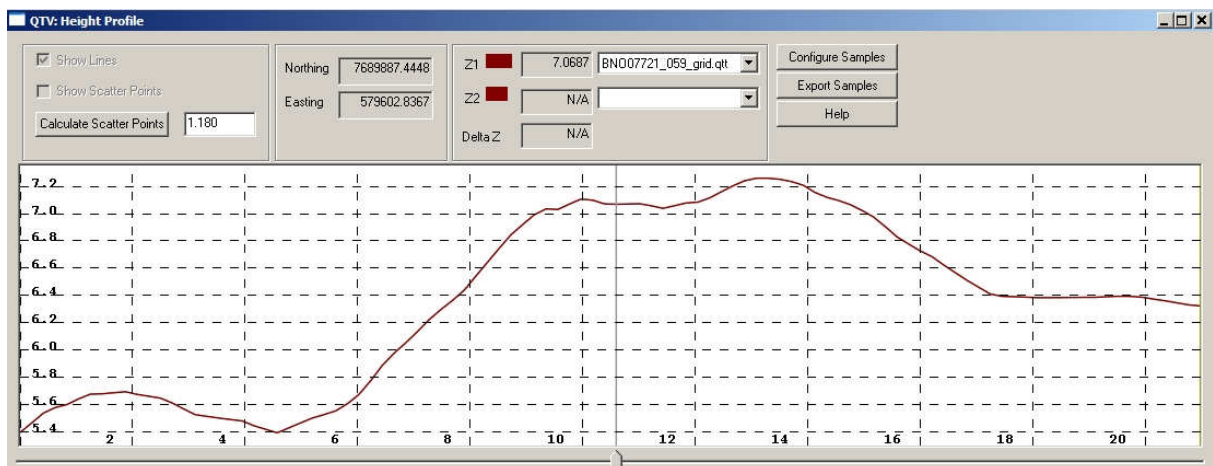 QTV: Height Profile
Show Lines
Show Scatter Points
Calculate Scatter Points 1.180
Northing 7689887.4448
Easting 579602.8367
Z1 7.0687 BNO07721_059_grid.qtt
Z2 N/A
Delta Z N/A
Configure Samples
Export Samples
Help
7.2
7.0
6.8
6.6
6.4
6.2
6.0
5.8
5.6
5.4
2 4 6 8 10 12 14 16 18 20